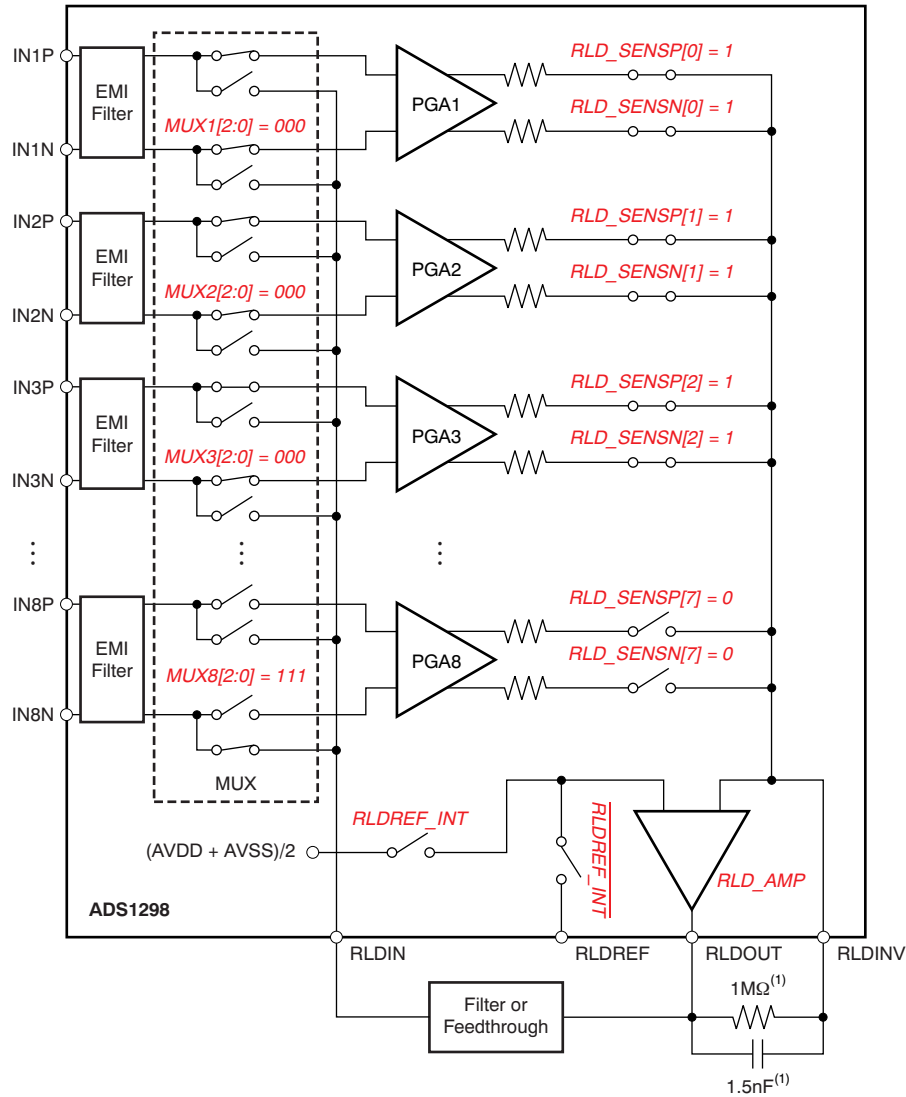 IN1P
EMI
Filter
IN1N
MUX1[2:0] = 000
PGA1
RLD_SENSP[0] = 1
RLD_SENSN[0] = 1
IN2P
EMI
Filter
IN2N
MUX2[2:0] = 000
PGA2
RLD_SENSP[1] = 1
RLD_SENSN[1] = 1
IN3P
EMI
Filter
IN3N
MUX3[2:0] = 000
PGA3
RLD_SENSP[2] = 1
RLD_SENSN[2] = 1
IN8P
EMI
Filter
IN8N
MUX8[2:0] = 111
MUX
PGA8
RLD_SENSP[7] = 0
RLD_SENSN[7] = 0
(AVDD + AVSS)/2
RLDREF_INT
RLDREF_INT
RLD_AMP
ADS1298
RLDIN
RLDREF
RLDOUT
RLDINV
Filter or
Feedthrough
1MΩ(1)
1.5nF(1)